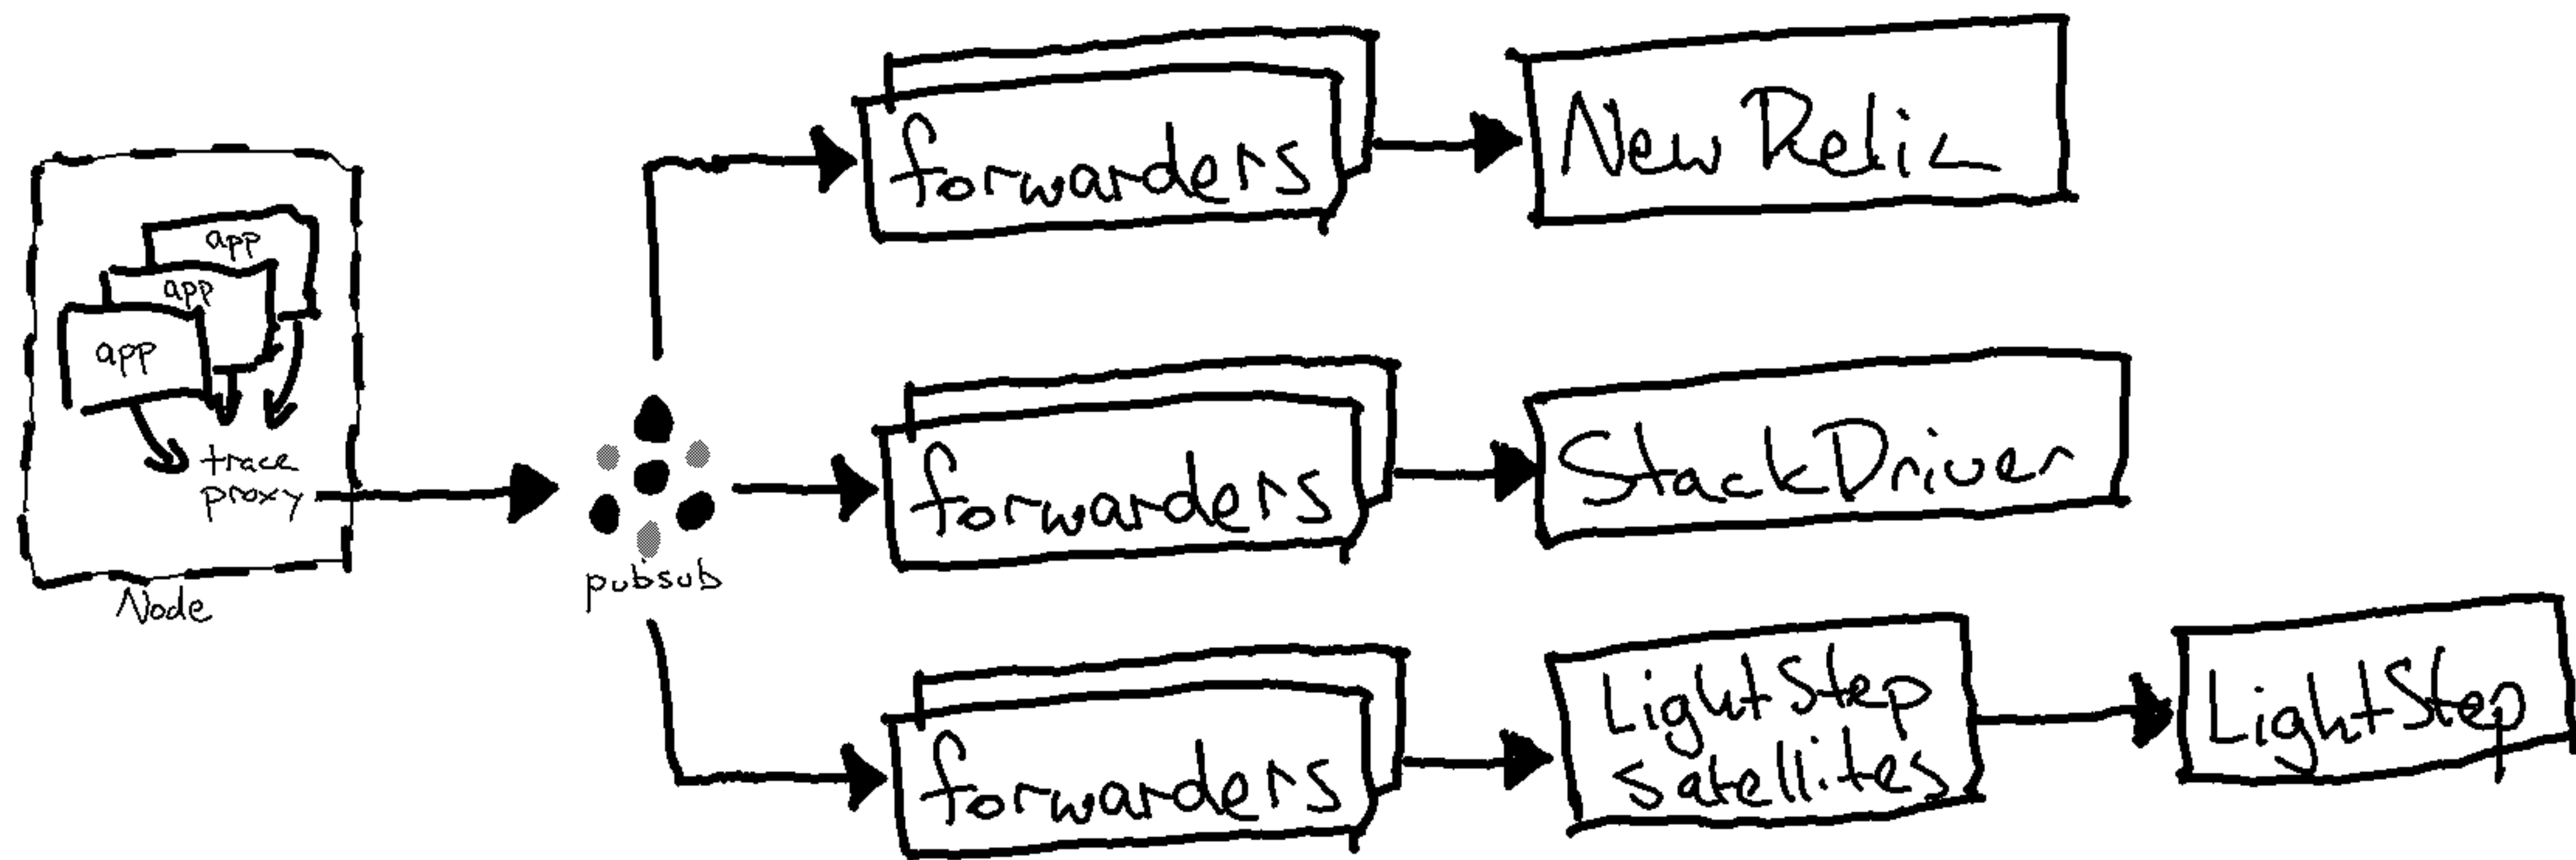 app
app
app
trace
proxy
Node
pubsub
forwarders
New Relic
forwarders
StackDriver
forwarders
LightStep
Satellites
LightStep